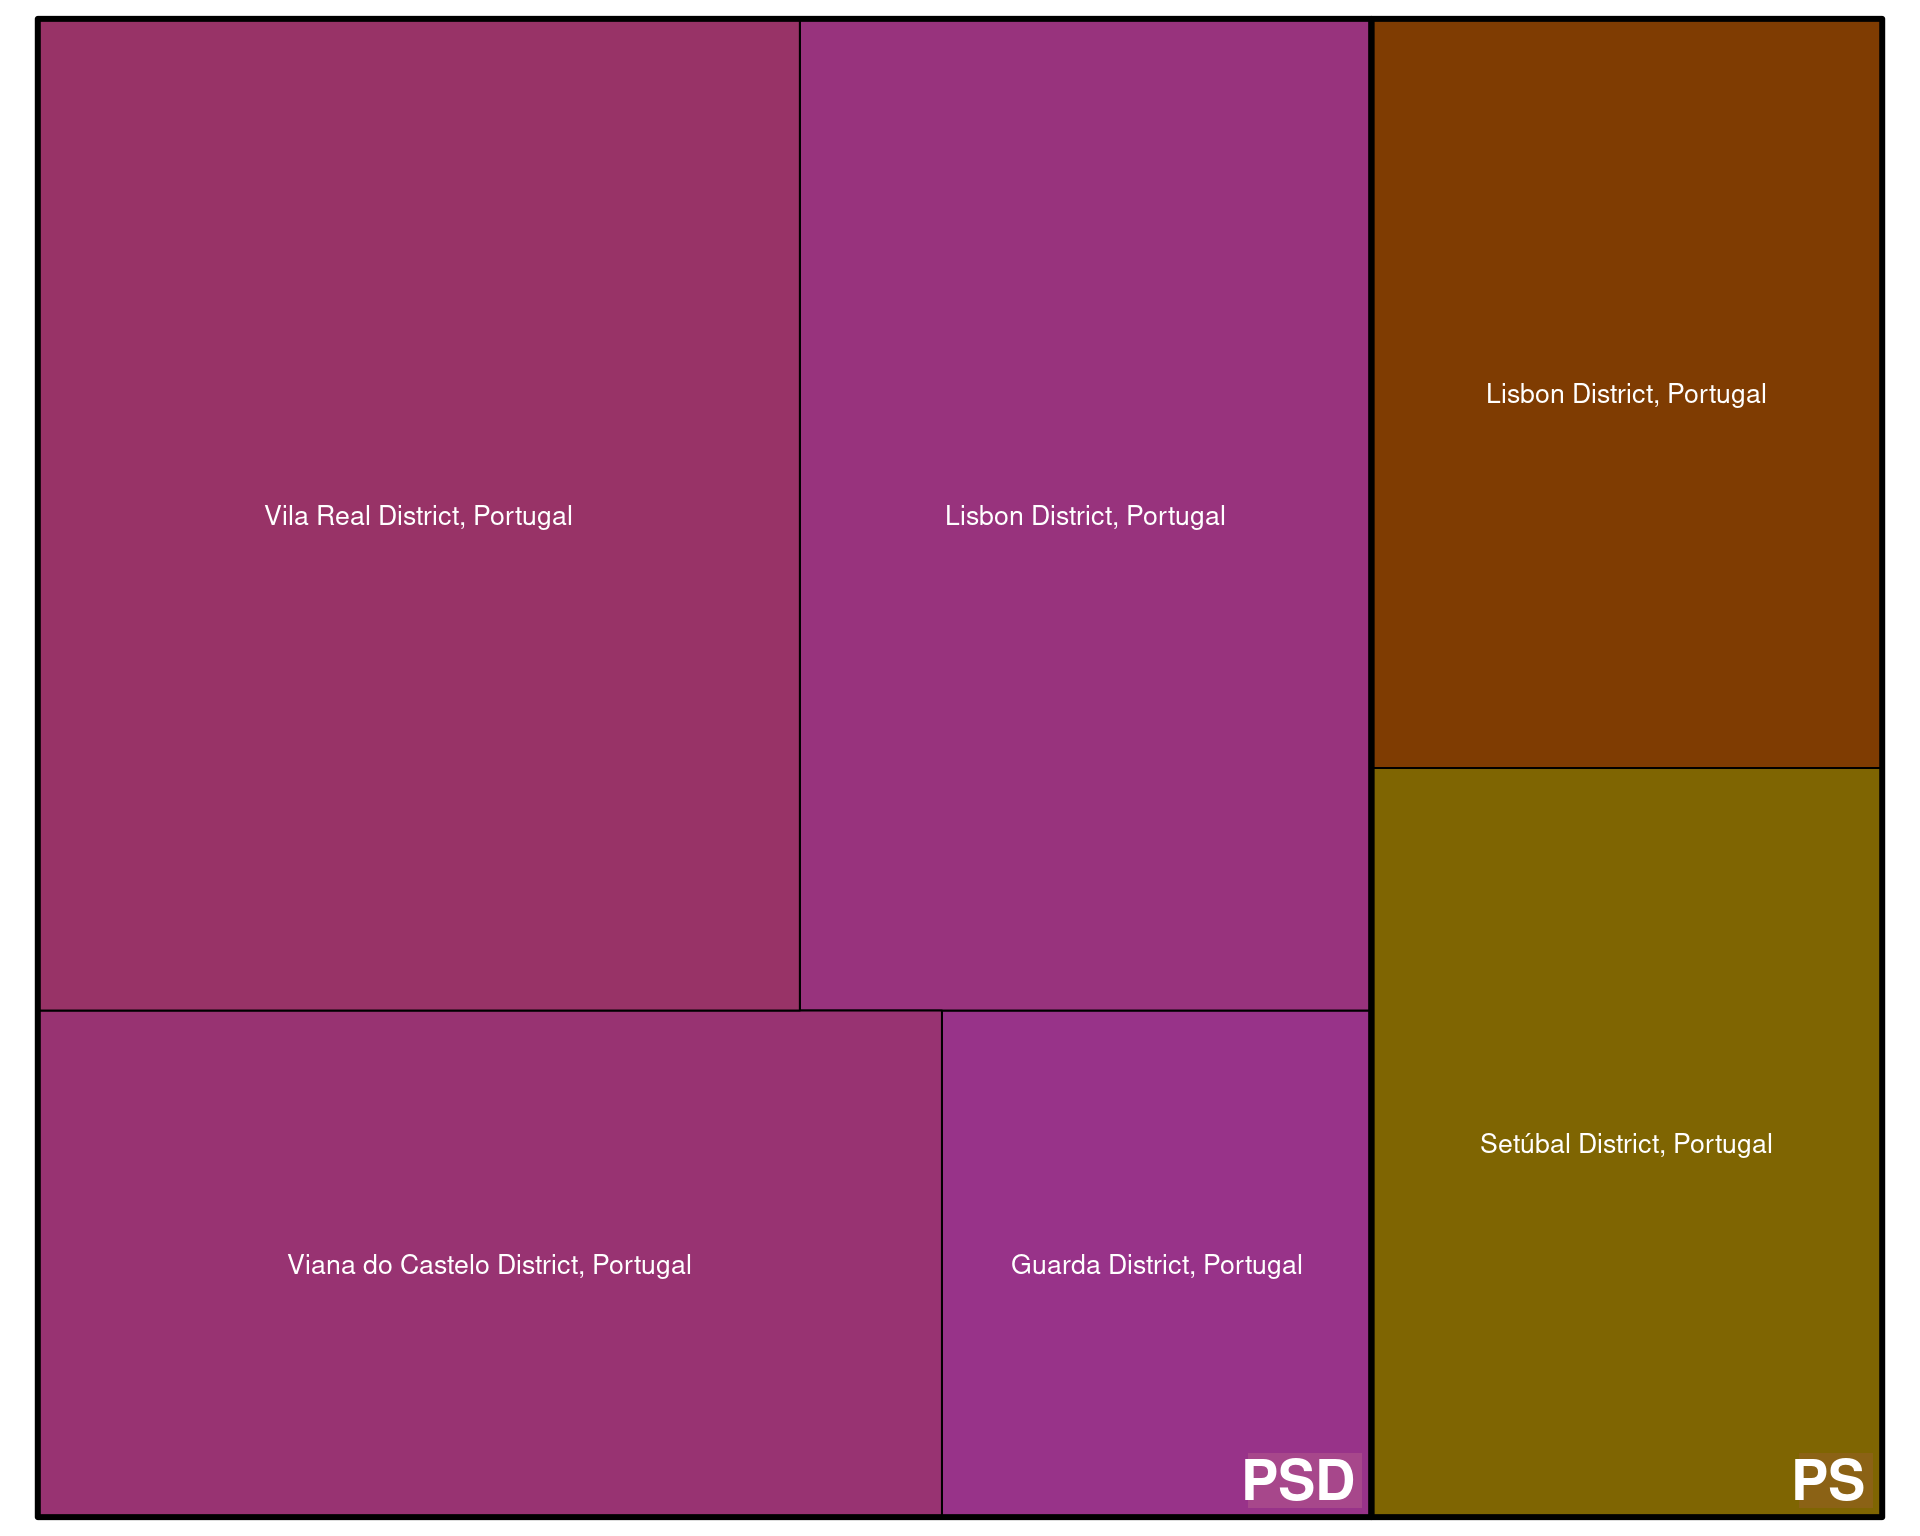 Vila Real District, Portugal
Lisbon District, Portugal
Viana do Castelo District, Portugal
Guarda District, Portugal
PSD
Lisbon District, Portugal
Setúbal District, Portugal
PS